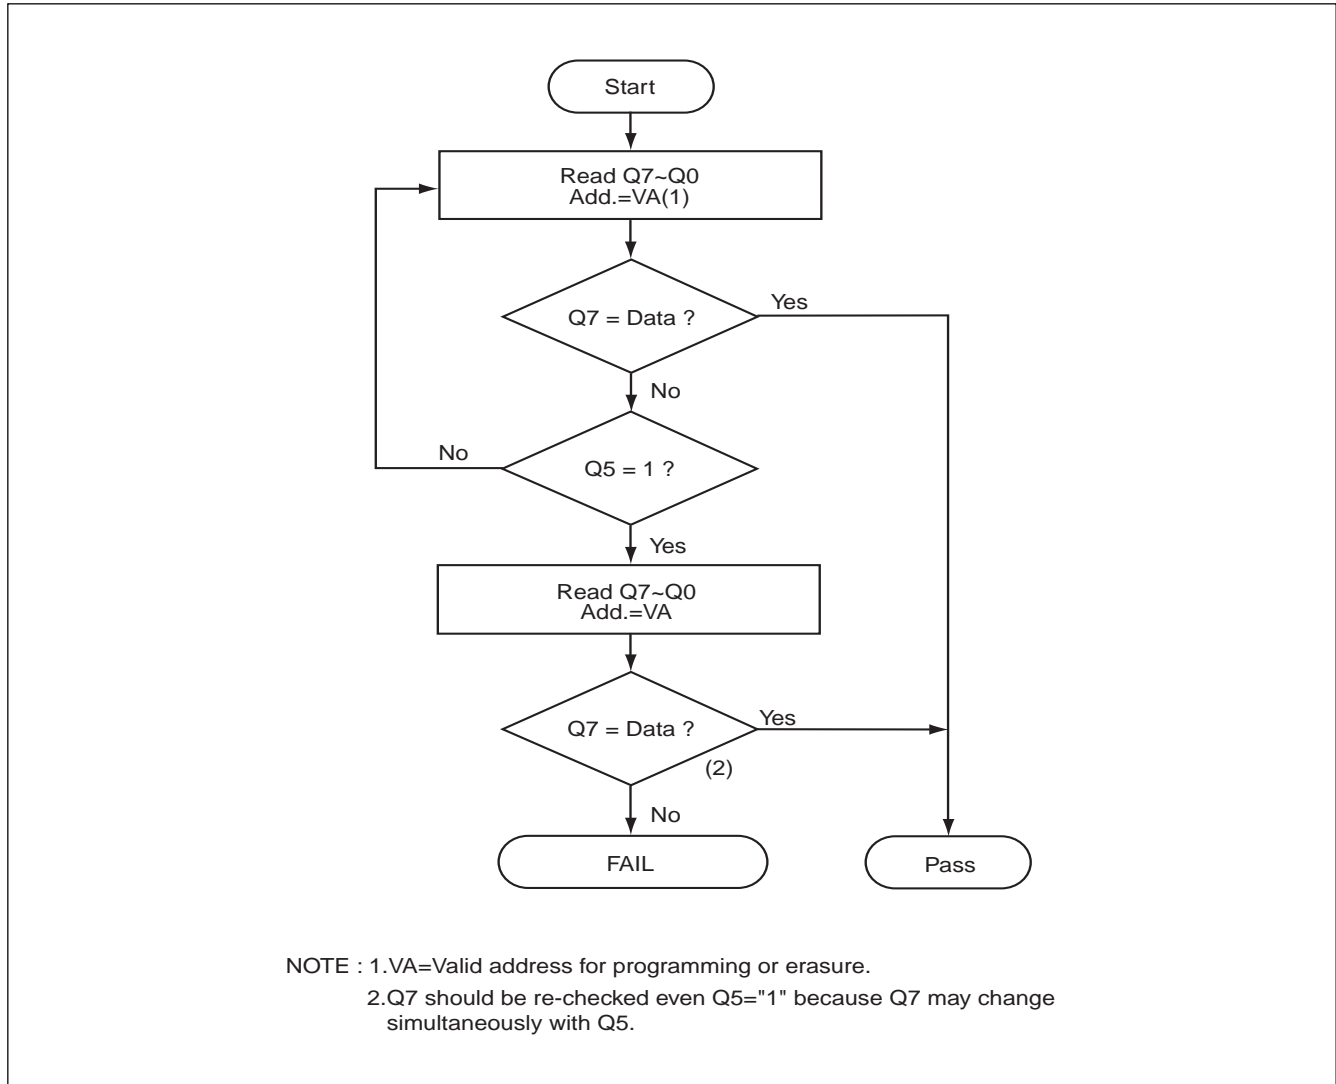 Start
Read Q7~Q0
Add.=VA(1)
Q7 = Data ?
Yes
No
Q5 = 1 ?
No
Yes
Read Q7~Q0
Add.=VA
Q7 = Data ?
Yes
(2)
No
FAIL
Pass
NOTE : 1.VA=Valid address for programming or erasure.
2.Q7 should be re-checked even Q5="1" because Q7 may change
simultaneously with Q5.